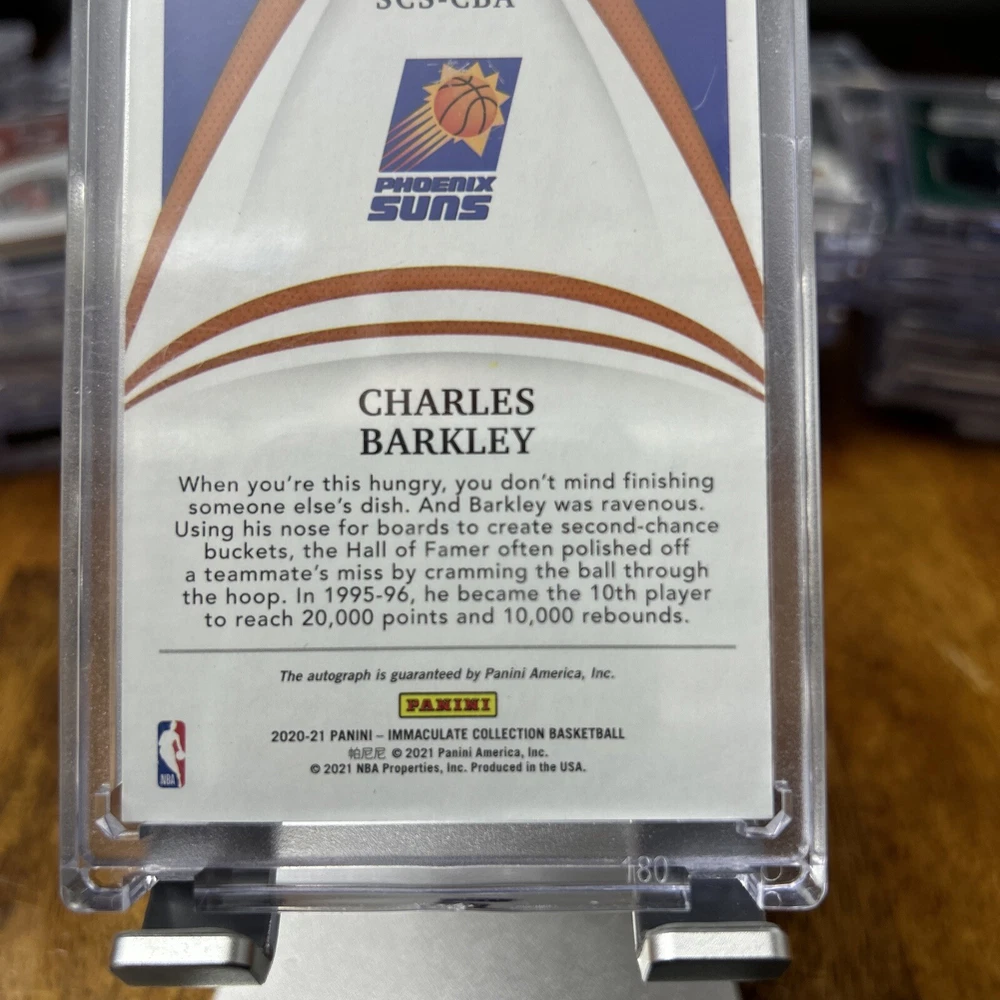 SCS-CBA
PHOENIX
SUNS
CHARLES
BARKLEY
When you're this hungry, you don't mind finishing
someone else's dish. And Barkley was ravenous.
Using his nose for boards to create second-chance
buckets, the Hall of Famer often polished off
a teammate's miss by cramming the ball through
the hoop. In 1995-96, he became the 10th player
to reach 20,000 points and 10,000 rebounds.
The autograph is guaranteed by Panini America, Inc.
PANINI
2020-21 PANINI – IMMACULATE COLLECTION BASKETBALL
帕尼尼 © 2021 Panini America, Inc.
© 2021 NBA Properties, Inc. Produced in the USA.
NBA
180